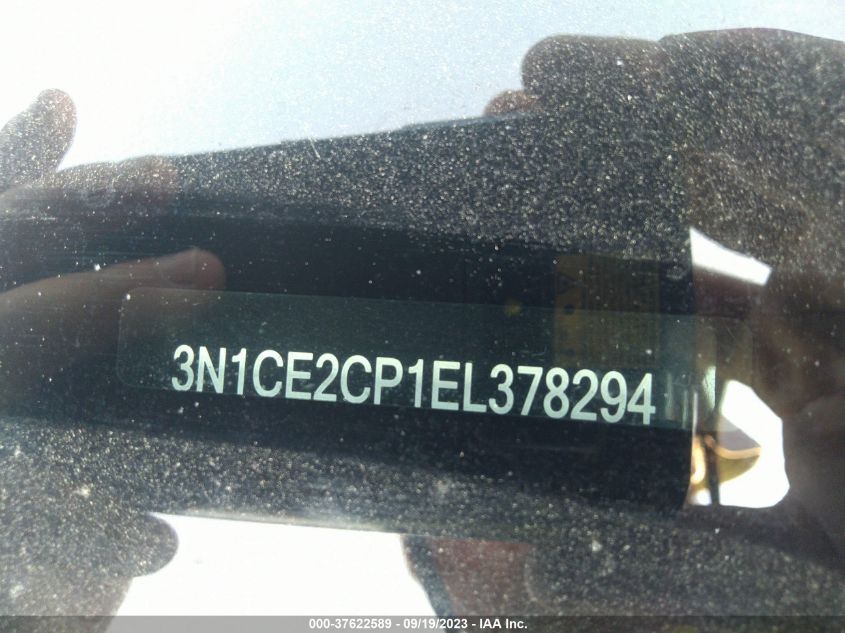 3N1CE2CP1EL378294
000-37622589 - 09/19/2023 - IAA Inc.